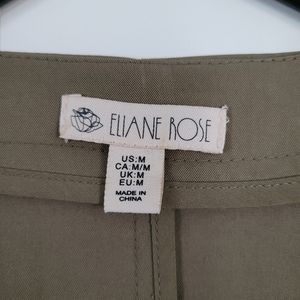 ELIANE ROSE
US:M
CA:M/M
UK:M
EU:M
MADE IN
CHINA